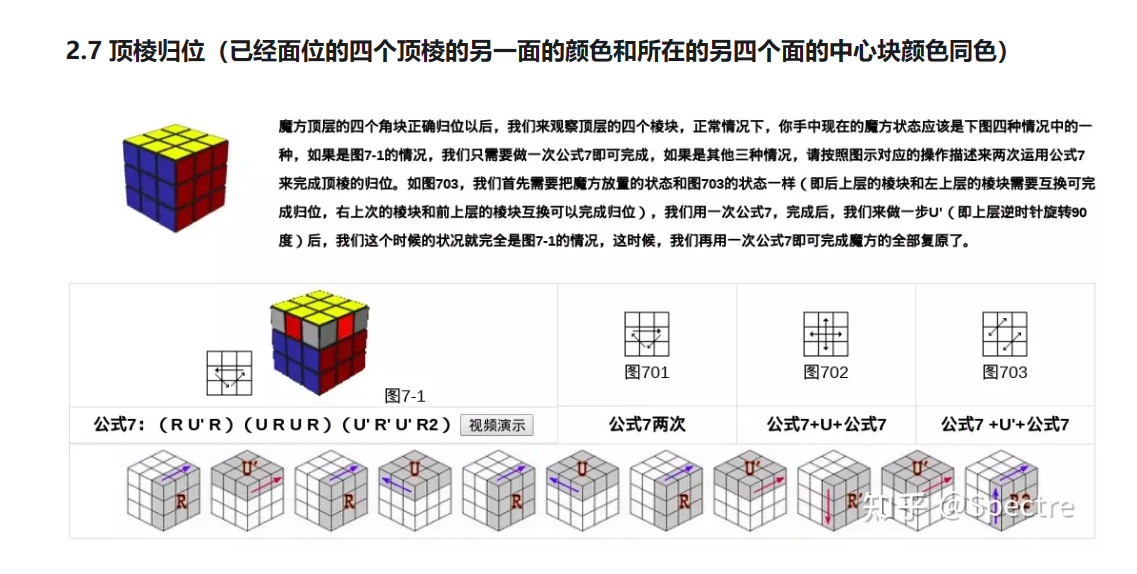 2.7 顶棱归位（已经面位的四个顶棱的另一面的颜色和所在的另四个面的中心块颜色同色）
魔方顶层的四个角块正确归位以后，我们来观察顶层的四个棱块，正常情况下，你手中现在的魔方状态应该是下图四种情况中的一
种，如果是图7-1的情况，我们只需要做一次公式7即可完成，如果是其他三种情况，请按照图示对应的操作描述来两次运用公式7
来完成顶棱的归位。如图703，我们首先需要把魔方放置的状态和图703的状态一样（即后上层的棱块和左上层的棱块需要互换可完
成归位，右上次的棱块和前上层的棱块互换可以完成归位），我们用一次公式7，完成后，我们来做一步U'（即上层逆时针旋转90
度）后，我们这个时候的状况就完全是图7-1的情况，这时候，我们再用一次公式7即可完成魔方的全部复原了。
图7-1
图701
图702
图703
公式7：（R U' R）（U R U R）（U' R' U' R2） 视频演示
公式7两次
公式7+U+公式7
公式7 +U'+公式7
R U' R U R U R U' R' U' R2
知乎 @Spectre